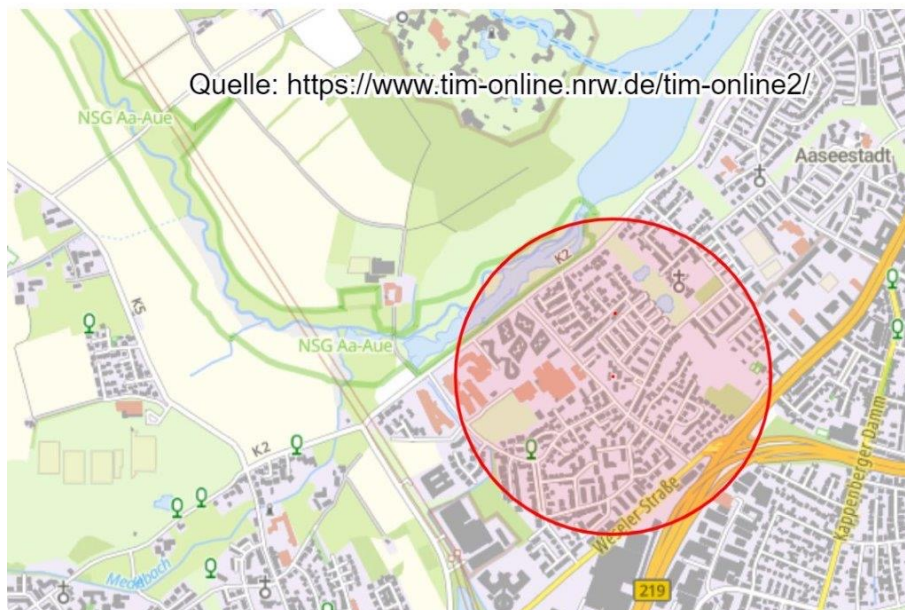 Quelle: https://www.tim-online.nrw.de/tim-online2/
NSG Aa-Aue
Aaseestadt
K2
K5
NSG Aa-Aue
K2
Weseler Straße
Kappenberger Damm
Meckbach
219